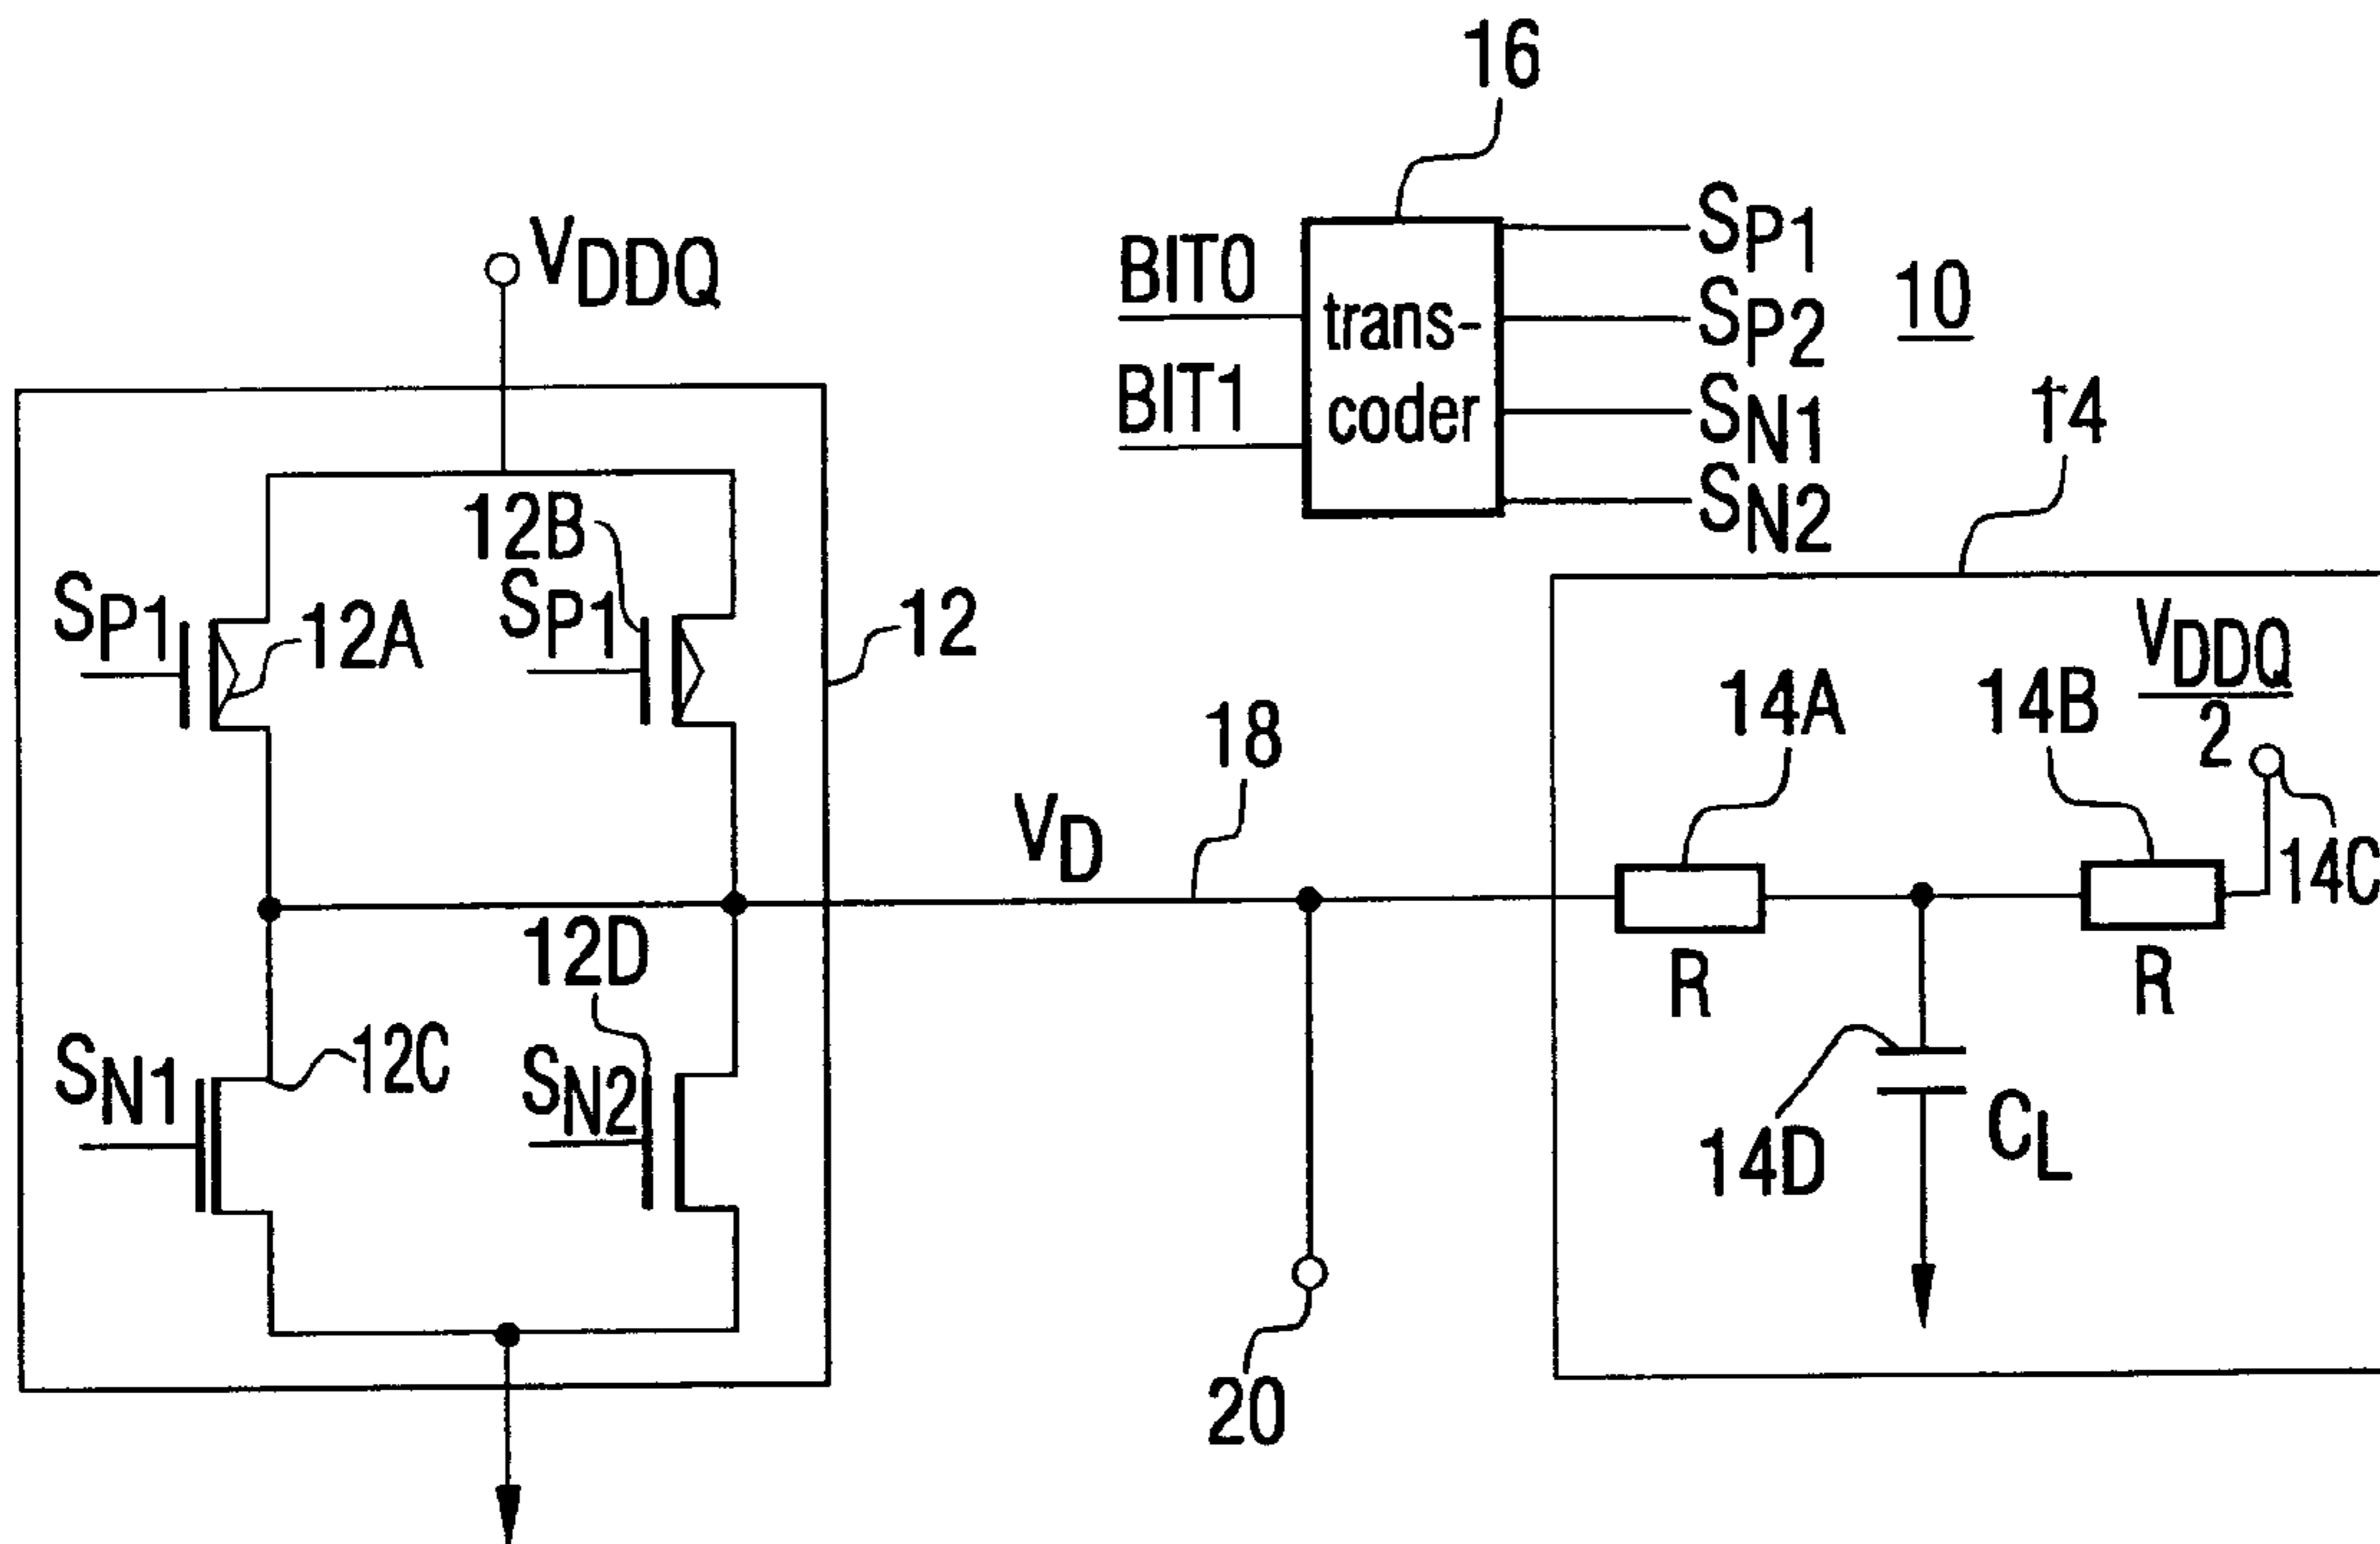 16
VDDQ
BIT0
BIT1
trans-
coder
SP1
SP2
SN1
SN2
10
14
12B
SP1
12A
SP1
12
VDDQ
2
14A
14B
14C
18
VD
12D
R
R
SN1
12C
SN2
14D
CL
20